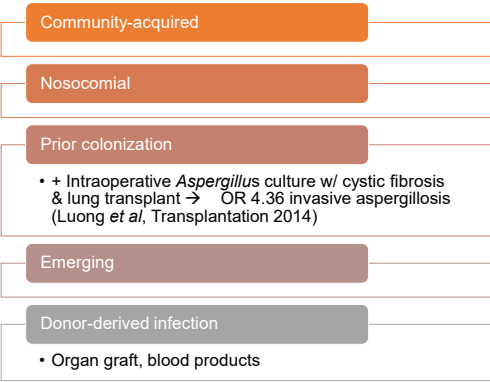 Community-acquired
Nosocomial
Prior colonization
• + Intraoperative Aspergillus culture w/ cystic fibrosis
& lung transplant → OR 4.36 invasive aspergillosis
(Luong et al, Transplantation 2014)
Emerging
Donor-derived infection
• Organ graft, blood products